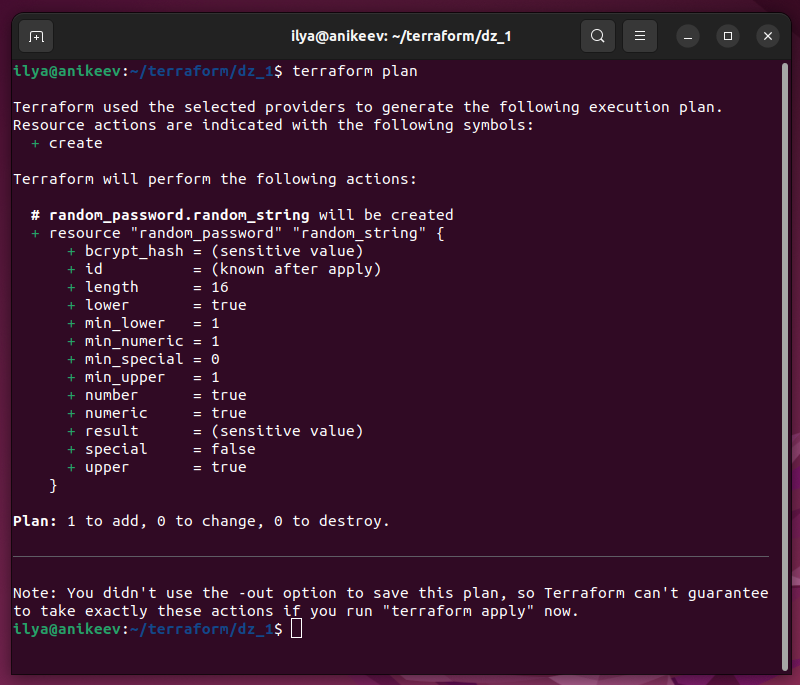 ilya@anikeev: ~/terraform/dz_1
ilya@anikeev:~/terraform/dz_1$ terraform plan

Terraform used the selected providers to generate the following execution plan.
Resource actions are indicated with the following symbols:
  + create

Terraform will perform the following actions:

  # random_password.random_string will be created
  + resource "random_password" "random_string" {
      + bcrypt_hash = (sensitive value)
      + id          = (known after apply)
      + length      = 16
      + lower       = true
      + min_lower   = 1
      + min_numeric = 1
      + min_special = 0
      + min_upper   = 1
      + number      = true
      + numeric     = true
      + result      = (sensitive value)
      + special     = false
      + upper       = true
    }

Plan: 1 to add, 0 to change, 0 to destroy.

Note: You didn't use the -out option to save this plan, so Terraform can't guarantee
to take exactly these actions if you run "terraform apply" now.
ilya@anikeev:~/terraform/dz_1$